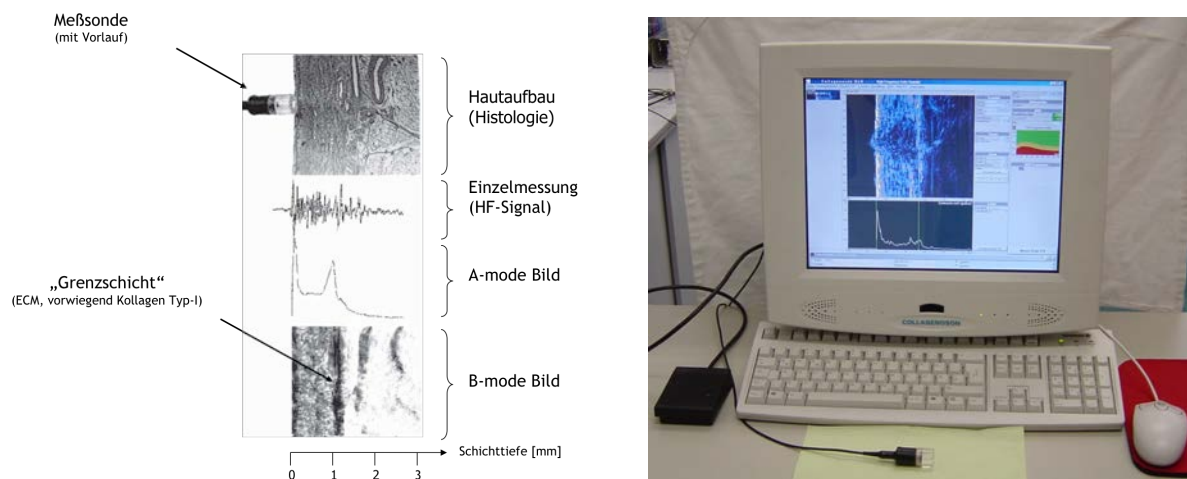 Meßsonde
(mit Vorlauf)
Hautaufbau
(Histologie)
Einzelmessung
(HF-Signal)
„Grenzschicht“
(ECM, vorwiegend Kollagen Typ-I)
A-mode Bild
B-mode Bild
Schichttiefe [mm]
0 1 2 3
COLLAGENOSON